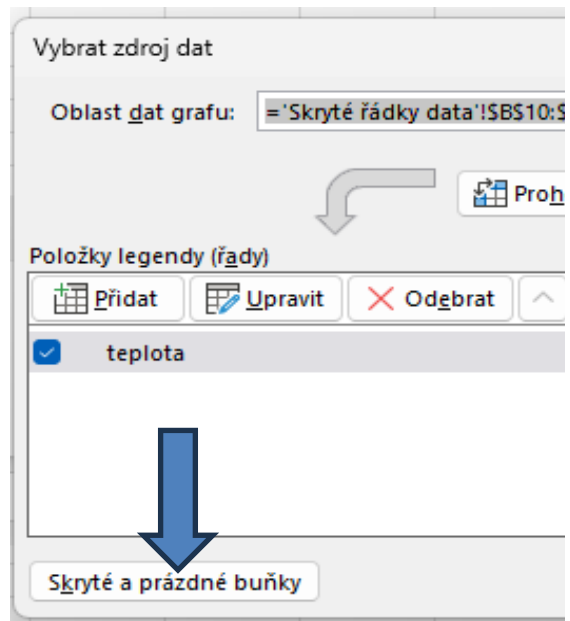 Vybrat zdroj dat
Oblast dat grafu: ='Skryté řádky data'!$B$10:$
Proh
Položky legendy (řady)
Přidat Upravit Odebrat
teplota
Skryté a prázdné buňky